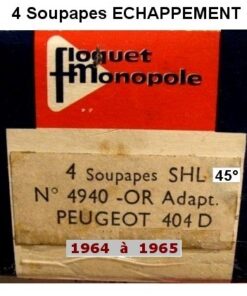 4 Soupapes ECHAPPEMENT
floquet
monopole
4 Soupapes SHL 45°
N° 4940 -OR Adapt.
PEUGEOT 404 D
1964 à 1965